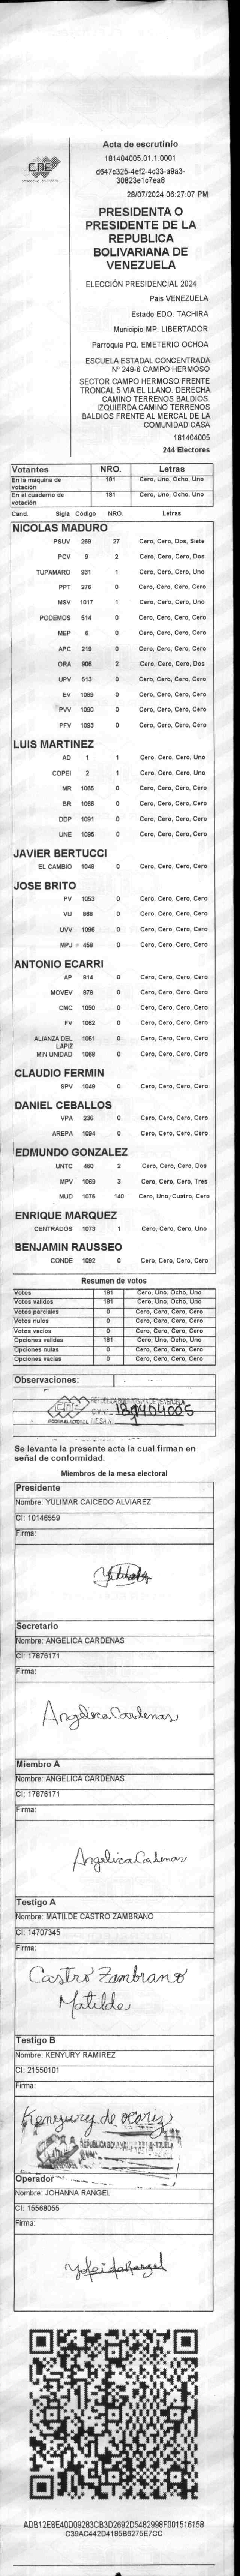 CNE
Acta de escrutinio
181404005.01.1.0001
d647c325-4ef2-4c33-a9a3-
30823e1c7ea8
28/07/2024 06:27:07 PM
PRESIDENTA O
PRESIDENTE DE LA
REPUBLICA
BOLIVARIANA DE
VENEZUELA
ELECCIÓN PRESIDENCIAL 2024
Pais VENEZUELA
Estado EDO. TACHIRA
Municipio MP. LIBERTADOR
Parroquia PQ. EMETERIO OCHOA
ESCUELA ESTADAL CONCENTRADA
Nº 249-6 CAMPO HERMOSO
SECTOR CAMPO HERMOSO FRENTE
TRONCAL 5 VIA EL LLANO. DERECHA
CAMINO TERRENOS BALDIOS.
IZQUIERDA CAMINO TERRENOS
BALDIOS FRENTE AL MERCAL DE LA
COMUNIDAD CASA
181404005
244 Electores
Votantes NRO. Letras
En la máquina de votación 181 Cero, Uno, Ocho, Uno
En el cuaderno de votación 181 Cero, Uno, Ocho, Uno
Cand. Sigla Código NRO. Letras
NICOLAS MADURO
PSUV 269 27 Cero, Cero, Dos, Siete
PCV 9 2 Cero, Cero, Cero, Dos
TUPAMARO 931 1 Cero, Cero, Cero, Uno
PPT 276 0 Cero, Cero, Cero, Cero
MSV 1017 1 Cero, Cero, Cero, Uno
PODEMOS 514 0 Cero, Cero, Cero, Cero
MEP 6 0 Cero, Cero, Cero, Cero
APC 219 0 Cero, Cero, Cero, Cero
ORA 906 2 Cero, Cero, Cero, Dos
UPV 513 0 Cero, Cero, Cero, Cero
EV 1089 0 Cero, Cero, Cero, Cero
PVV 1090 0 Cero, Cero, Cero, Cero
PFV 1093 0 Cero, Cero, Cero, Cero
LUIS MARTINEZ
AD 1 1 Cero, Cero, Cero, Uno
COPEI 2 1 Cero, Cero, Cero, Uno
MR 1065 0 Cero, Cero, Cero, Cero
BR 1066 0 Cero, Cero, Cero, Cero
DDP 1091 0 Cero, Cero, Cero, Cero
UNE 1095 0 Cero, Cero, Cero, Cero
JAVIER BERTUCCI
EL CAMBIO 1048 0 Cero, Cero, Cero, Cero
JOSE BRITO
PV 1053 0 Cero, Cero, Cero, Cero
VU 868 0 Cero, Cero, Cero, Cero
UVV 1096 0 Cero, Cero, Cero, Cero
MPJ 458 0 Cero, Cero, Cero, Cero
ANTONIO ECARRI
AP 814 0 Cero, Cero, Cero, Cero
MOVEV 878 0 Cero, Cero, Cero, Cero
CMC 1050 0 Cero, Cero, Cero, Cero
FV 1062 0 Cero, Cero, Cero, Cero
ALIANZA DEL LAPIZ 1051 0 Cero, Cero, Cero, Cero
MIN UNIDAD 1068 0 Cero, Cero, Cero, Cero
CLAUDIO FERMIN
SPV 1049 0 Cero, Cero, Cero, Cero
DANIEL CEBALLOS
VPA 236 0 Cero, Cero, Cero, Cero
AREPA 1094 0 Cero, Cero, Cero, Cero
EDMUNDO GONZALEZ
UNTC 460 2 Cero, Cero, Cero, Dos
MPV 1069 3 Cero, Cero, Cero, Tres
MUD 1075 140 Cero, Uno, Cuatro, Cero
ENRIQUE MARQUEZ
CENTRADOS 1073 1 Cero, Cero, Cero, Uno
BENJAMIN RAUSSEO
CONDE 1092 0 Cero, Cero, Cero, Cero
Resumen de votos
Votos 181 Cero, Uno, Ocho, Uno
Votos validos 181 Cero, Uno, Ocho, Uno
Votos parciales 0 Cero, Cero, Cero, Cero
Votos nulos 0 Cero, Cero, Cero, Cero
Votos vacios 0 Cero, Cero, Cero, Cero
Opciones validas 181 Cero, Uno, Ocho, Uno
Opciones nulas 0 Cero, Cero, Cero, Cero
Opciones vacias 0 Cero, Cero, Cero, Cero
Observaciones:
CNE
181404005
MESA: 1
Se levanta la presente acta la cual firman en
señal de conformidad.
Miembros de la mesa electoral
Presidente
Nombre: YULIMAR CAICEDO ALVIAREZ
CI: 10146559
Firma:
Secretario
Nombre: ANGELICA CARDENAS
CI: 17876171
Firma:
Angelica Cardenas
Miembro A
Nombre: ANGELICA CARDENAS
CI: 17876171
Firma:
Angelica Cardenas
Testigo A
Nombre: MATILDE CASTRO ZAMBRANO
CI: 14707345
Firma:
Castro Zambrano
Matilde
Testigo B
Nombre: KENYURY RAMIREZ
CI: 21550101
Firma:
Kenyury de ocariz
Operador
Nombre: JOHANNA RANGEL
CI: 15568055
Firma:
ADB12E8E40D09283CB3D2692D5482998F001516158
C39AC442D4185B6275E7CC